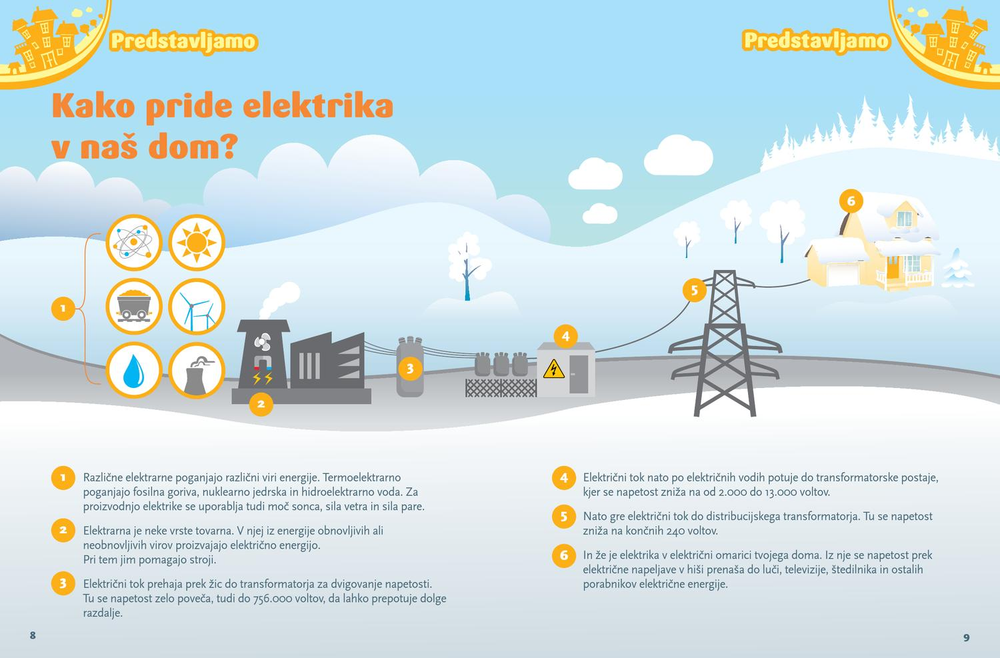 Predstavljamo
Predstavljamo
Kako pride elektrika
v naš dom?
1
2
3
4
5
6
1 Različne elektrarne poganjajo različni viri energije. Termoelektrarno
poganjajo fosilna goriva, nuklearno jedrska in hidroelektrarno voda. Za
proizvodnjo elektrike se uporablja tudi moč sonca, sila vetra in sila pare.
2 Elektrarna je neke vrste tovarna. V njej iz energije obnovljivih ali
neobnovljivih virov proizvajajo električno energijo.
Pri tem jim pomagajo stroji.
3 Električni tok prehaja prek žic do transformatorja za dvigovanje napetosti.
Tu se napetost zelo poveča, tudi do 756.000 voltov, da lahko prepotuje dolge
razdalje.
4 Električni tok nato po električnih vodih potuje do transformatorske postaje,
kjer se napetost zniža na od 2.000 do 13.000 voltov.
5 Nato gre električni tok do distribucijskega transformatorja. Tu se napetost
zniža na končnih 240 voltov.
6 In že je elektrika v električni omarici tvojega doma. Iz nje se napetost prek
električne napeljave v hiši prenaša do luči, televizije, štedilnika in ostalih
porabnikov električne energije.
8
9